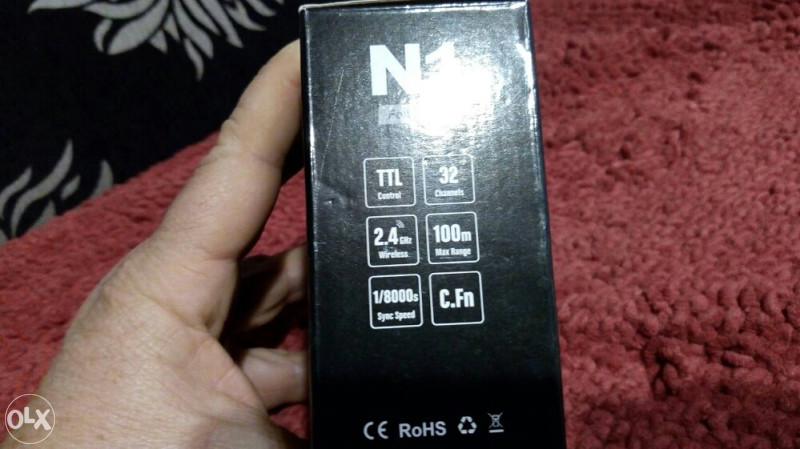 N1
TTL
Control
32
Channels
2.4GHz
Wireless
100m
Max Range
1/8000s
Sync Speed
C.Fn
CE RoHS
OLX